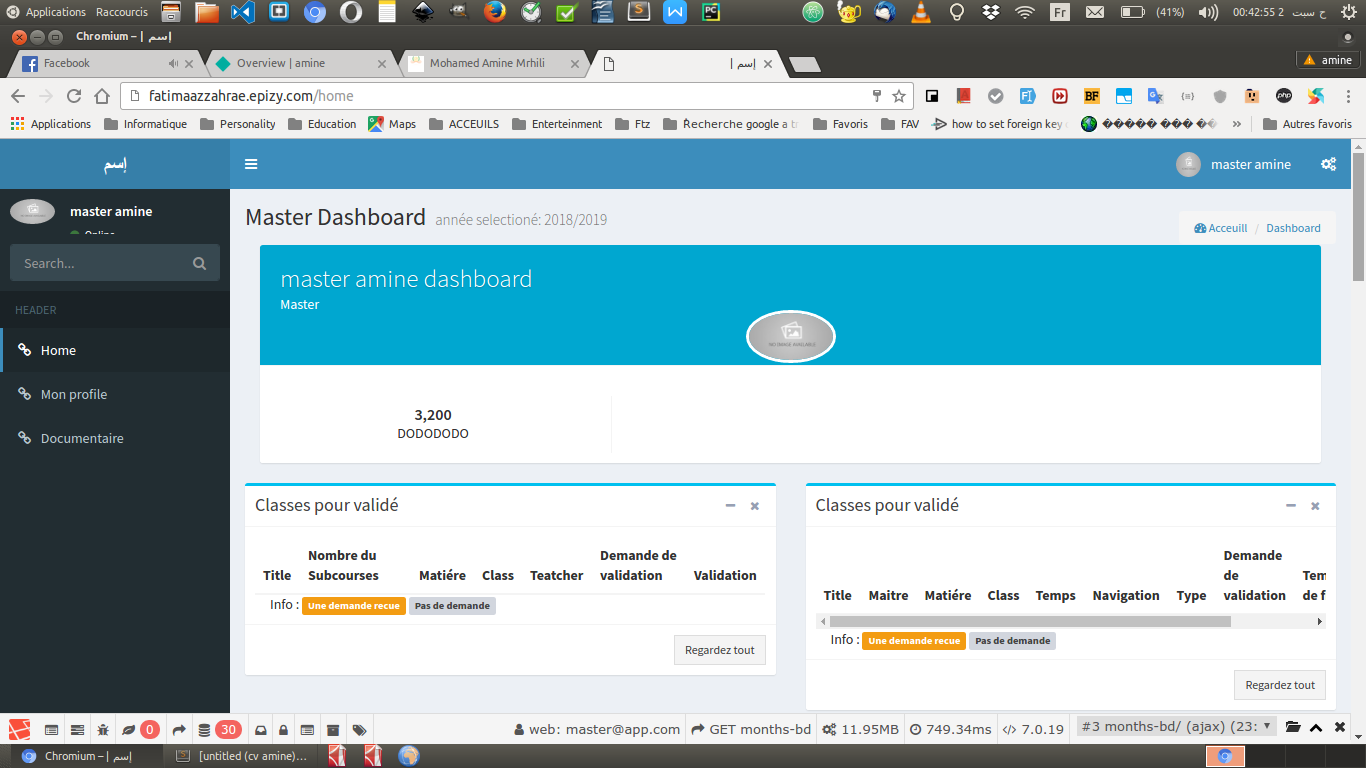 Applications Raccourcis
Fr (41%) 00:42:55 2 ح سبت
Chromium – | إسم
Facebook
Overview | amine
Mohamed Amine Mrhili
| إسم
amine
fatimaazzahrae.epizy.com/home
Applications Informatique Personality Education Maps ACCEUILS Enterteinment Ftz Recherche google a t Favoris FAV how to set foreign key » Autres favoris
إسم
master amine
master amine
Online
Search...
HEADER
Home
Mon profile
Documentaire
Master Dashboard année selectioné: 2018/2019
Acceuill / Dashboard
master amine dashboard
Master
NO IMAGE AVAILABLE
3,200
DODODODO
Classes pour validé
Title Nombre du Subcourses Matiére Class Teatcher Demande de validation Validation
Info : Une demande recue Pas de demande
Regardez tout
Classes pour validé
Title Maitre Matiére Class Temps Navigation Type Demande de validation Tem de f
Info : Une demande recue Pas de demande
Regardez tout
0 30 web: master@app.com GET months-bd 11.95MB 749.34ms 7.0.19 #3 months-bd/ (ajax) (23:
Chromium – | إسم
[untitled (cv amine)...